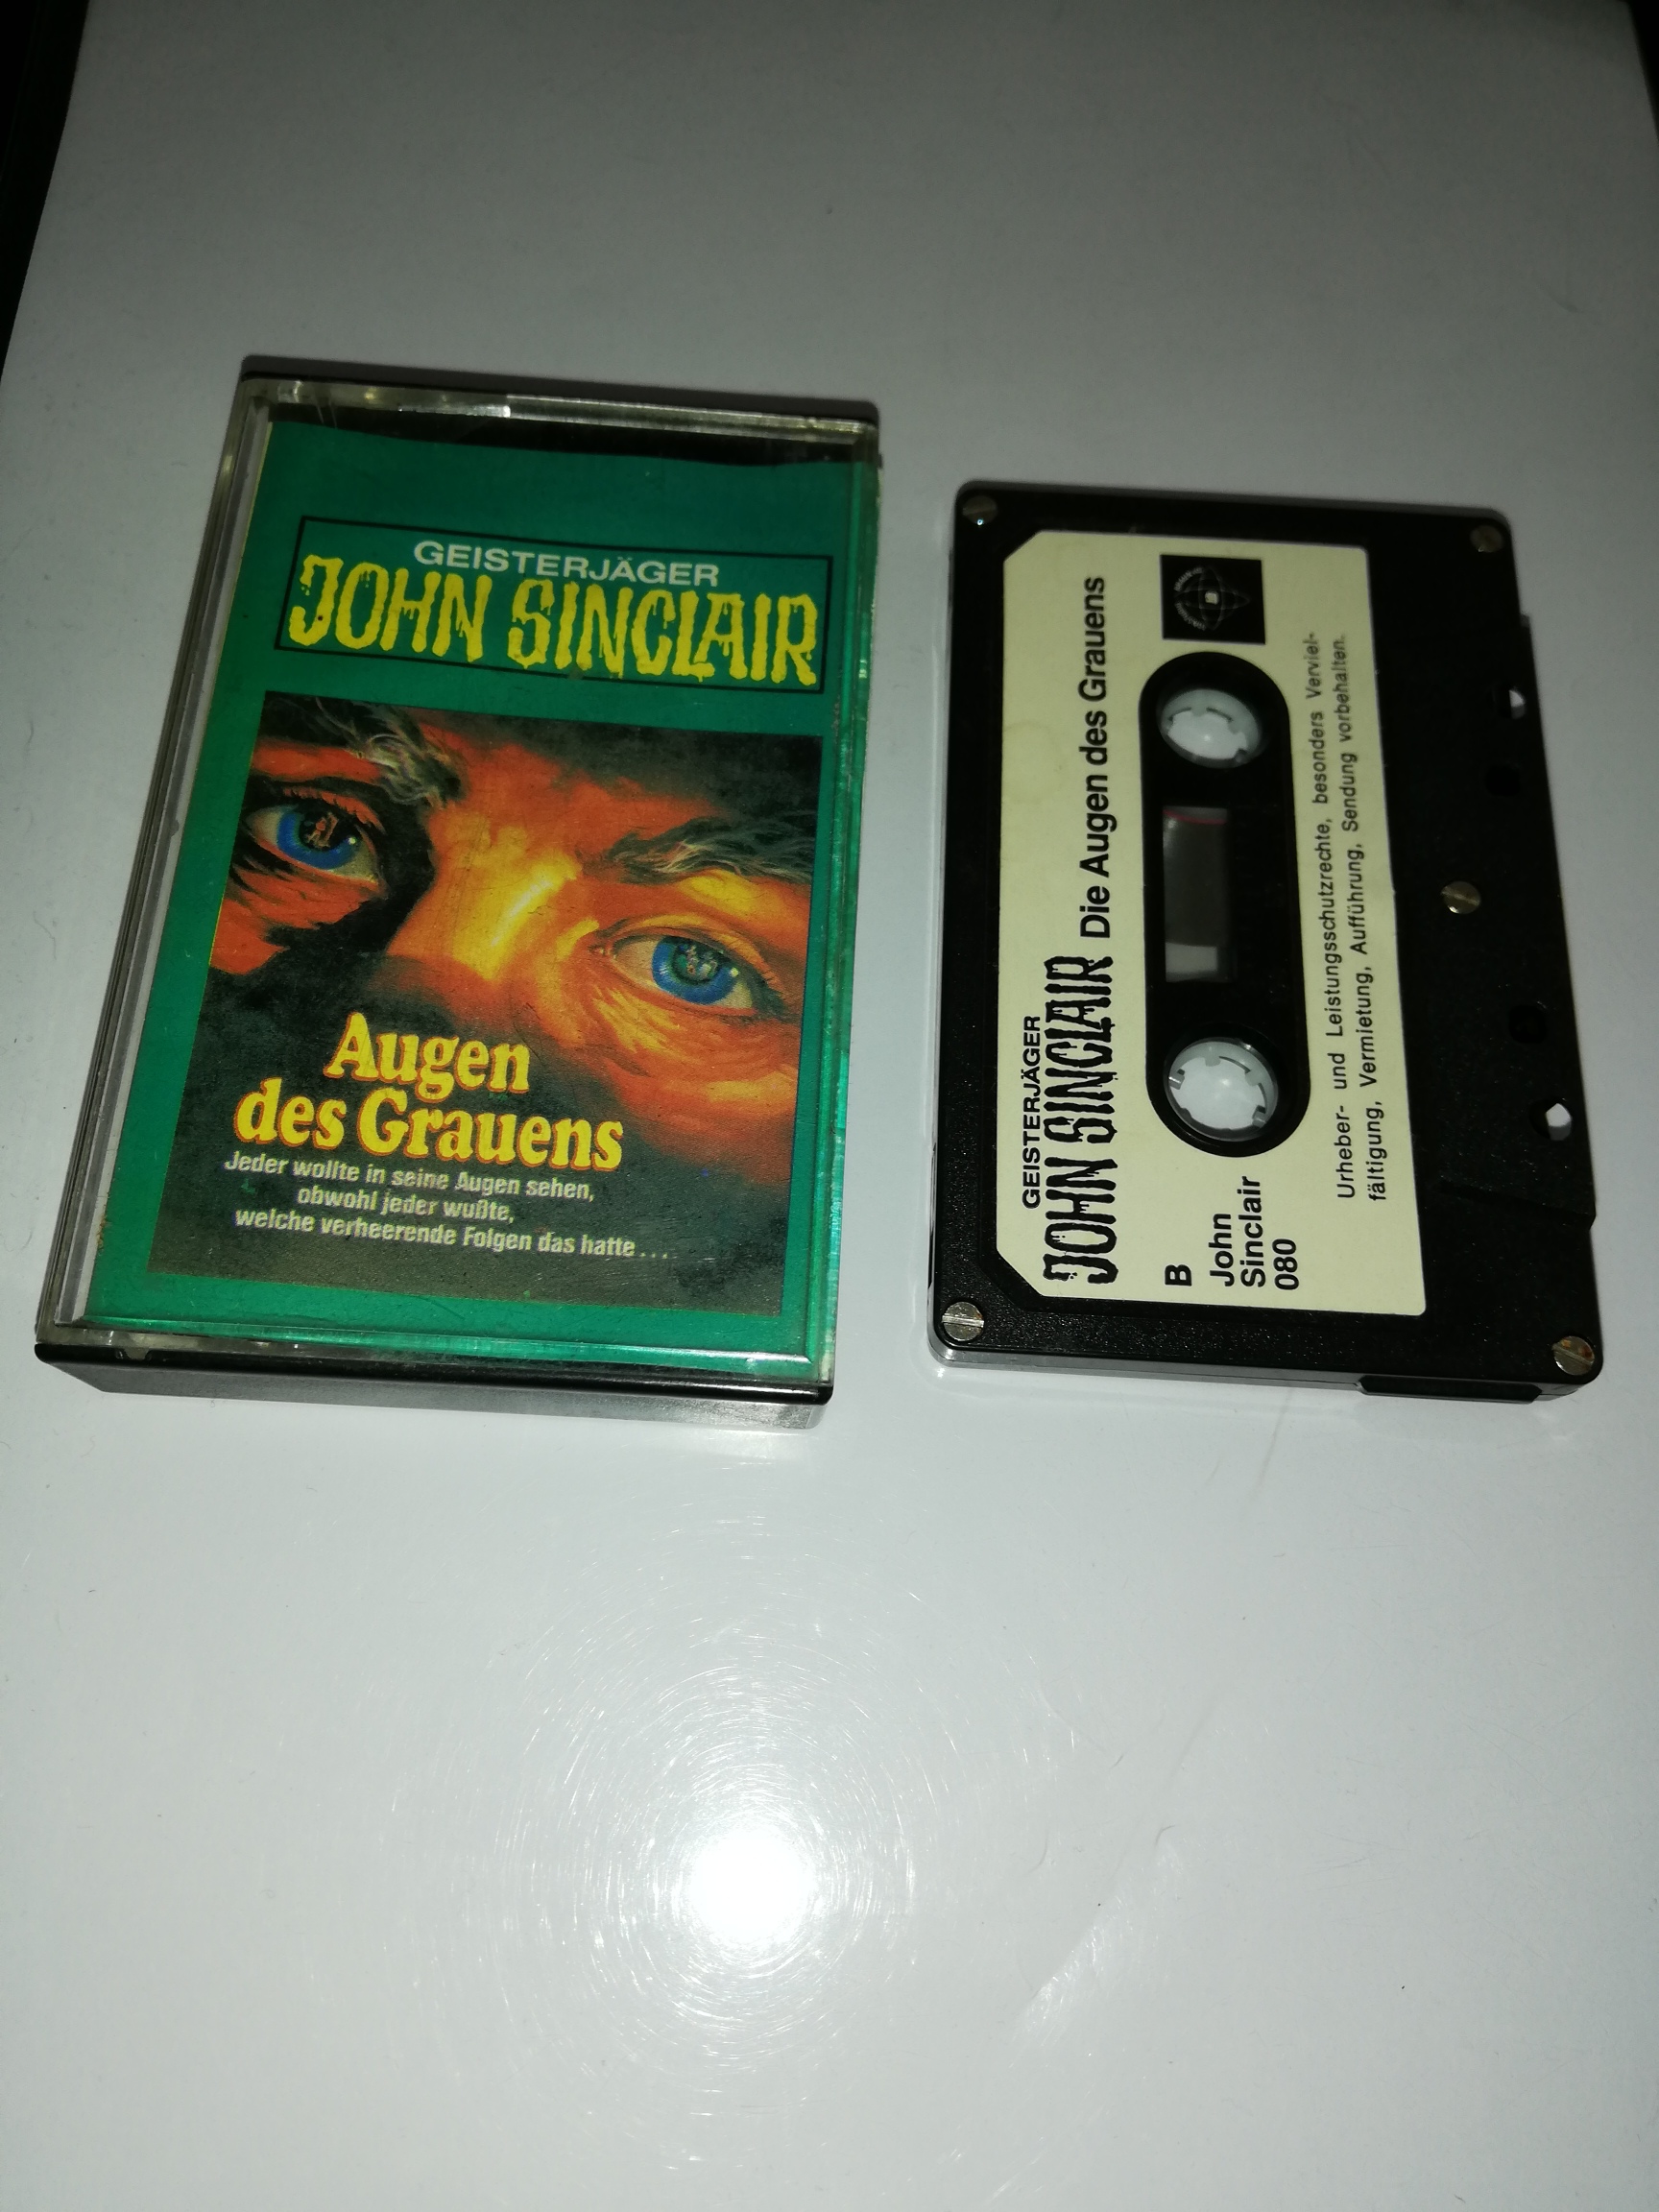 GEISTERJÄGER
JOHN SINCLAIR
Augen
des Grauens
Jeder wollte in seine Augen sehen,
obwohl jeder wußte,
welche verheerende Folgen das hatte...
GEISTERJÄGER
JOHN SINCLAIR Die Augen des Grauens
B
John
Sinclair
080
Urheber- und Leistungsschutzrechte, besonders Verviel-
fältigung, Vermietung, Aufführung, Sendung vorbehalten.